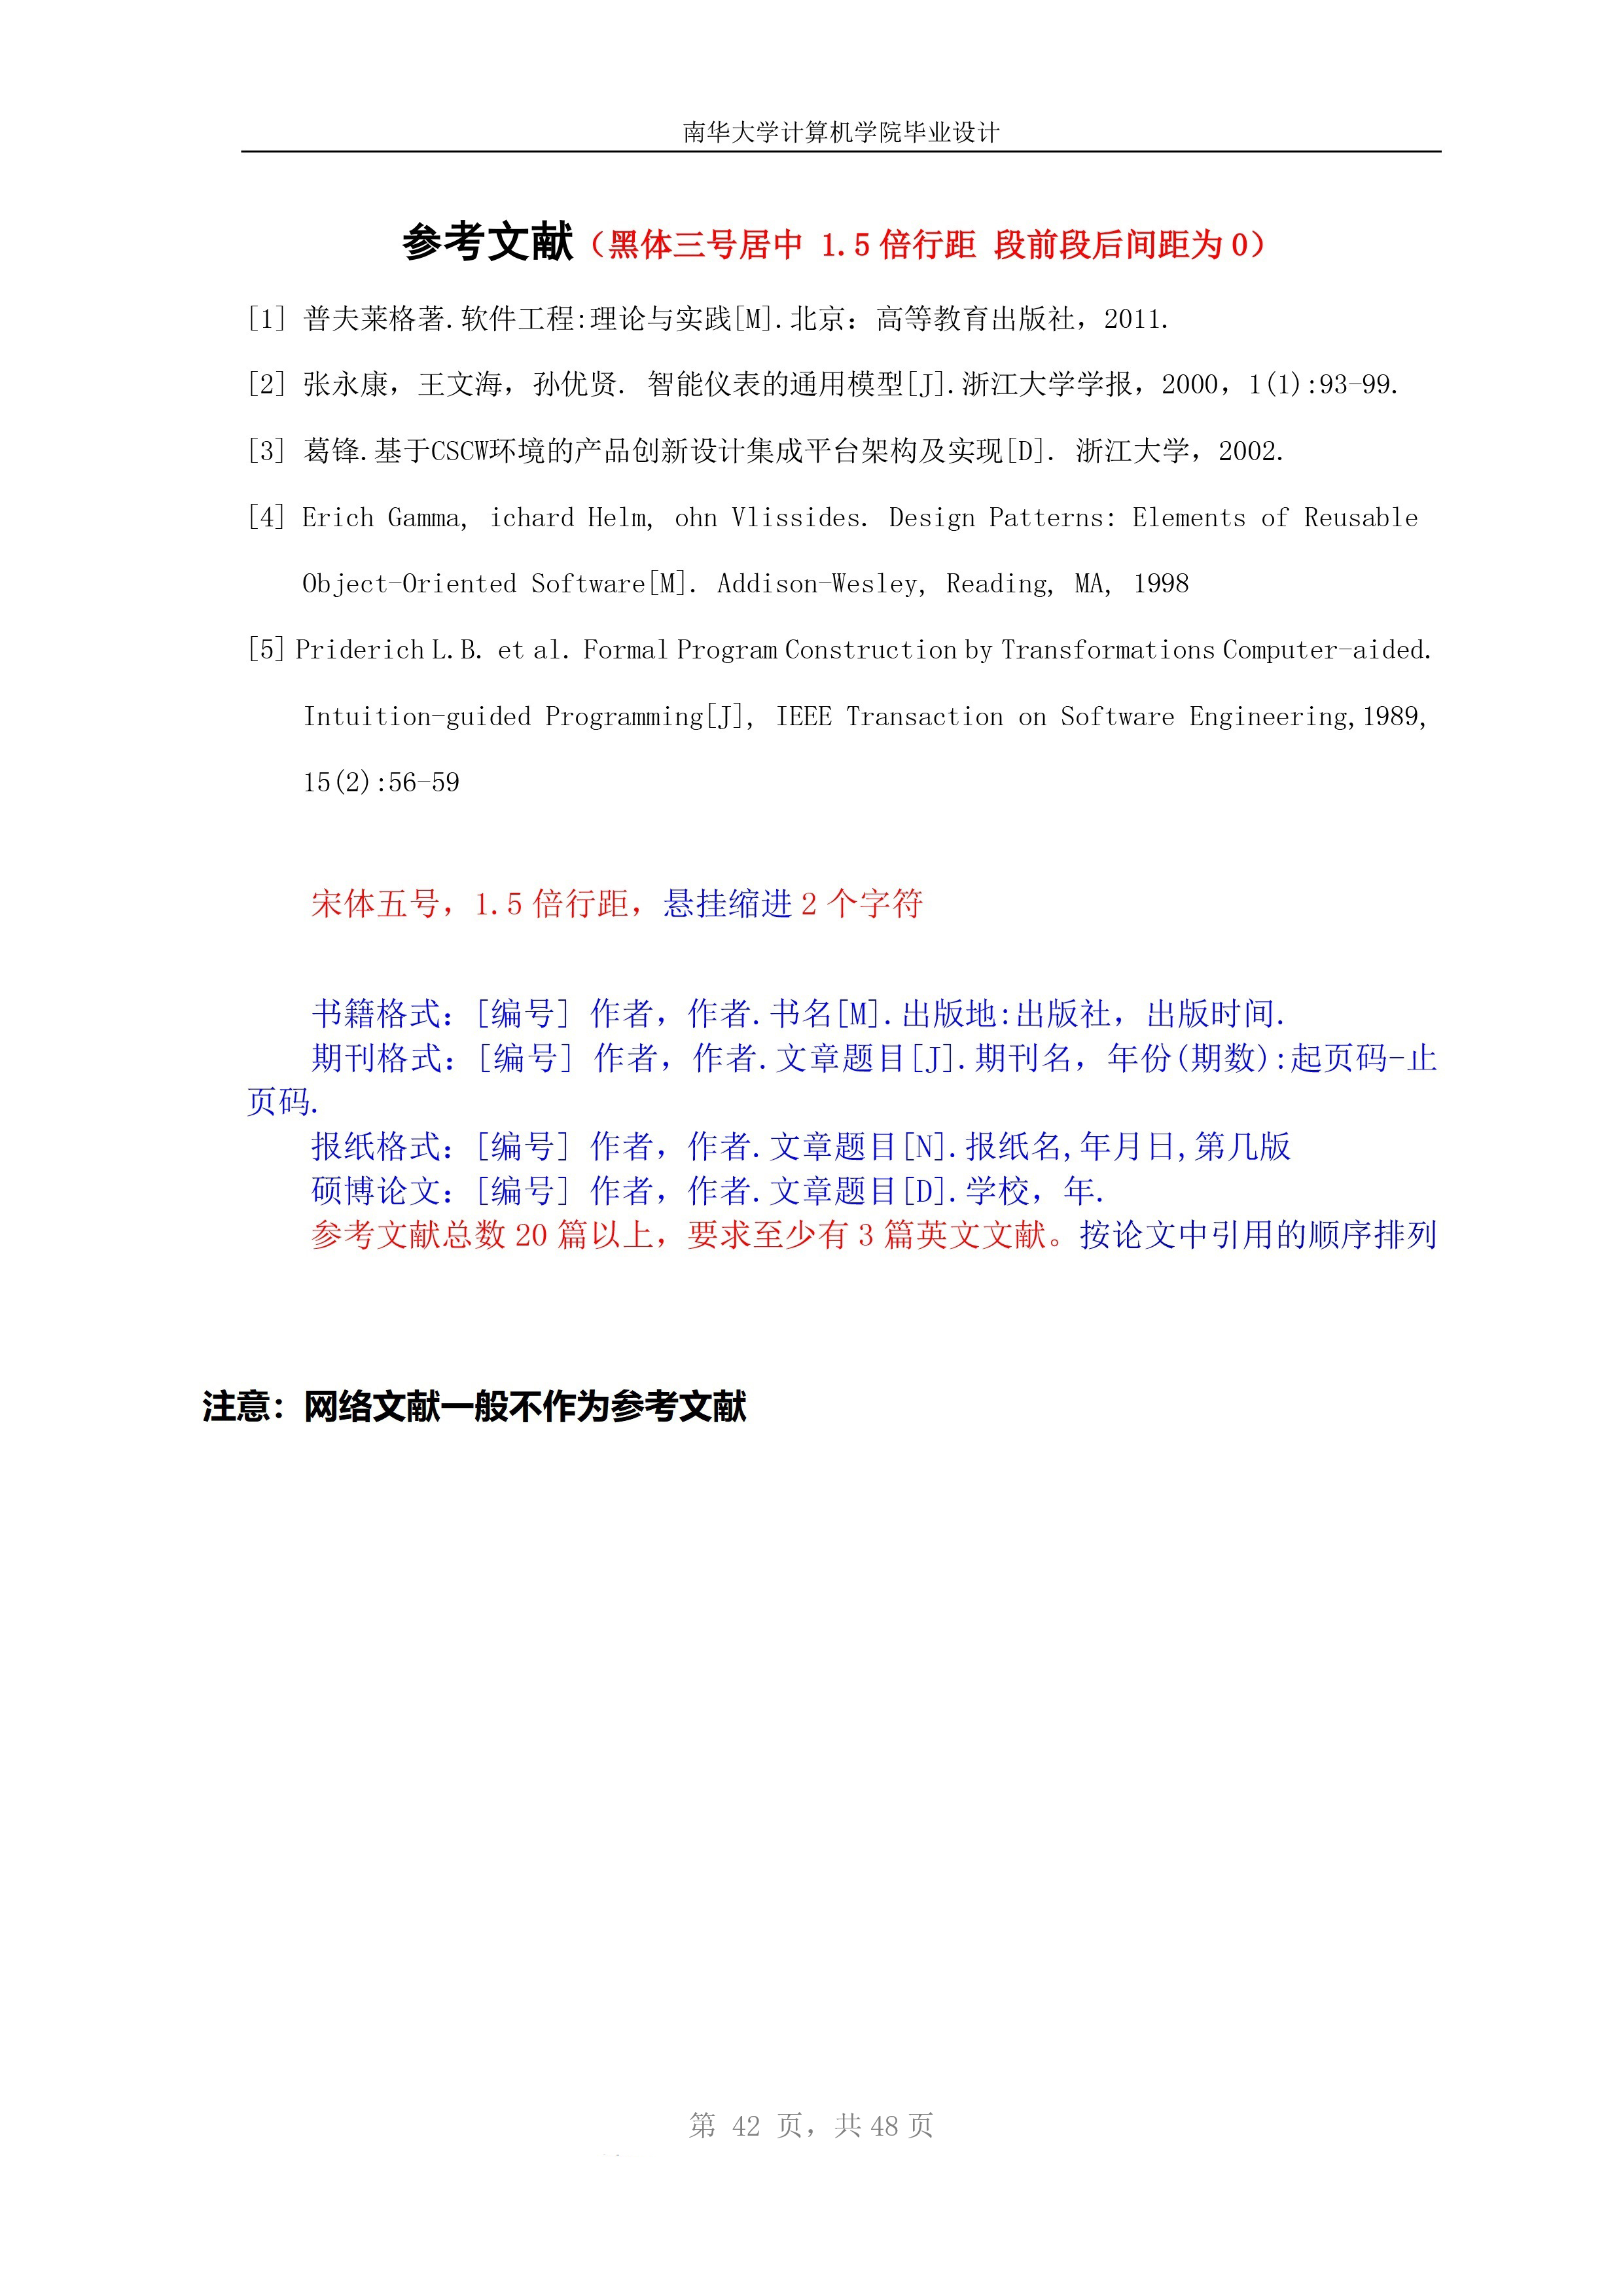 南华大学计算机学院毕业设计
参考文献（黑体三号居中 1.5 倍行距 段前段后间距为 0）
[1] 普夫莱格著.软件工程:理论与实践[M].北京：高等教育出版社，2011.
[2] 张永康，王文海，孙优贤. 智能仪表的通用模型[J].浙江大学学报，2000，1(1):93-99.
[3] 葛锋.基于CSCW环境的产品创新设计集成平台架构及实现[D]. 浙江大学，2002.
[4] Erich Gamma, ichard Helm, ohn Vlissides. Design Patterns: Elements of Reusable
Object-Oriented Software[M]. Addison-Wesley, Reading, MA, 1998
[5] Priderich L.B. et al. Formal Program Construction by Transformations Computer-aided.
Intuition-guided Programming[J], IEEE Transaction on Software Engineering,1989,
15(2):56-59
宋体五号，1.5 倍行距，悬挂缩进 2 个字符
书籍格式：[编号] 作者，作者.书名[M].出版地:出版社，出版时间.
期刊格式：[编号] 作者，作者.文章题目[J].期刊名，年份(期数):起页码-止
页码.
报纸格式：[编号] 作者，作者.文章题目[N].报纸名,年月日,第几版
硕博论文：[编号] 作者，作者.文章题目[D].学校，年.
参考文献总数 20 篇以上，要求至少有 3 篇英文文献。按论文中引用的顺序排列
注意：网络文献一般不作为参考文献
第 42 页，共 48 页